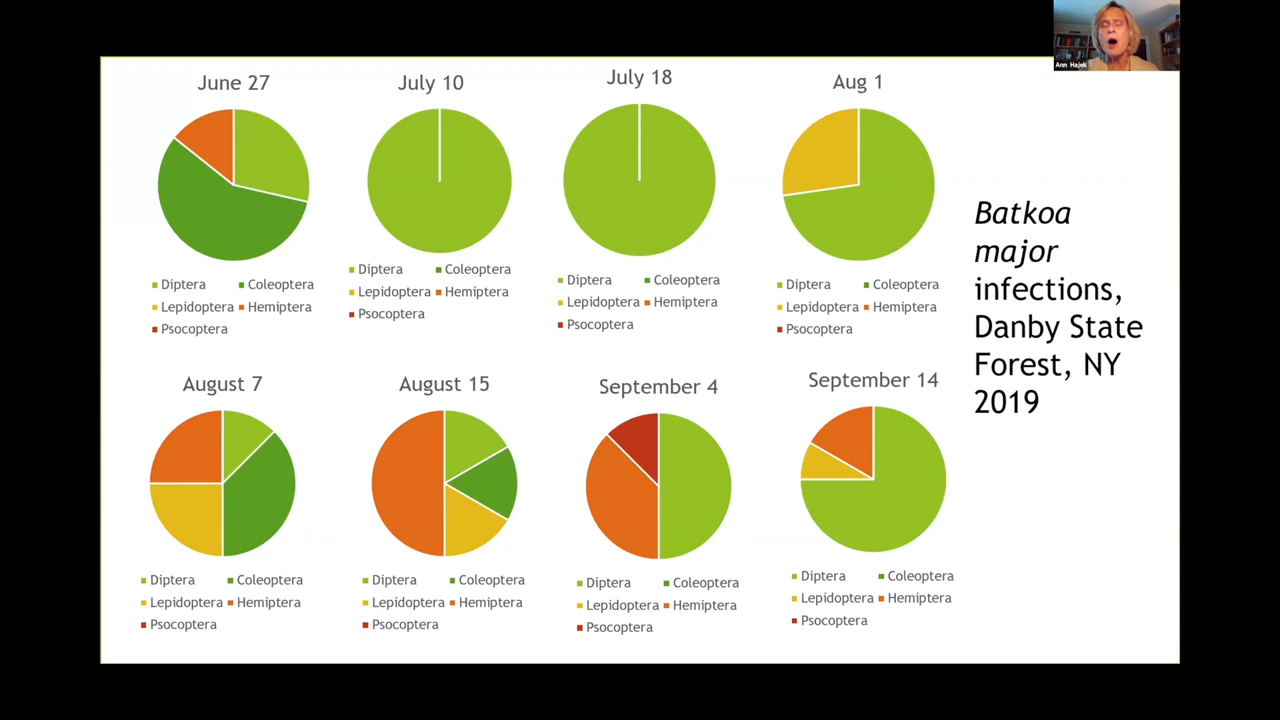 Ann Hajek
June 27
Diptera Coleoptera
Lepidoptera Hemiptera
Psocoptera
July 10
Diptera Coleoptera
Lepidoptera Hemiptera
Psocoptera
July 18
Diptera Coleoptera
Lepidoptera Hemiptera
Psocoptera
Aug 1
Diptera Coleoptera
Lepidoptera Hemiptera
Psocoptera
Batkoa
major
infections,
Danby State
Forest, NY
2019
August 7
Diptera Coleoptera
Lepidoptera Hemiptera
Psocoptera
August 15
Diptera Coleoptera
Lepidoptera Hemiptera
Psocoptera
September 4
Diptera Coleoptera
Lepidoptera Hemiptera
Psocoptera
September 14
Diptera Coleoptera
Lepidoptera Hemiptera
Psocoptera